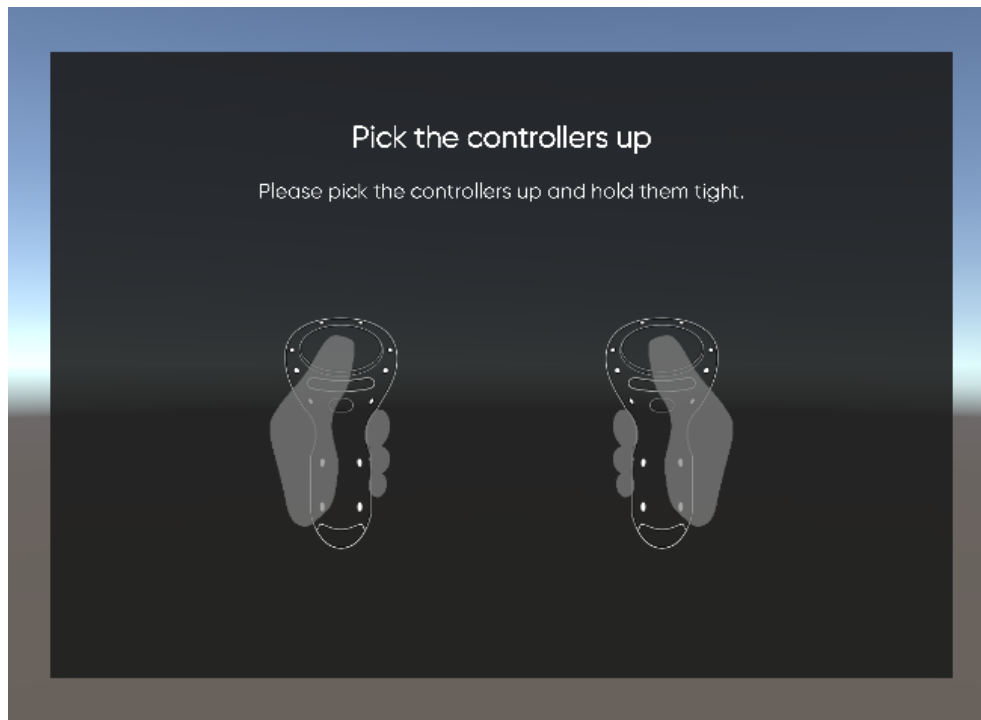 Pick the controllers up
Please pick the controllers up and hold them tight.